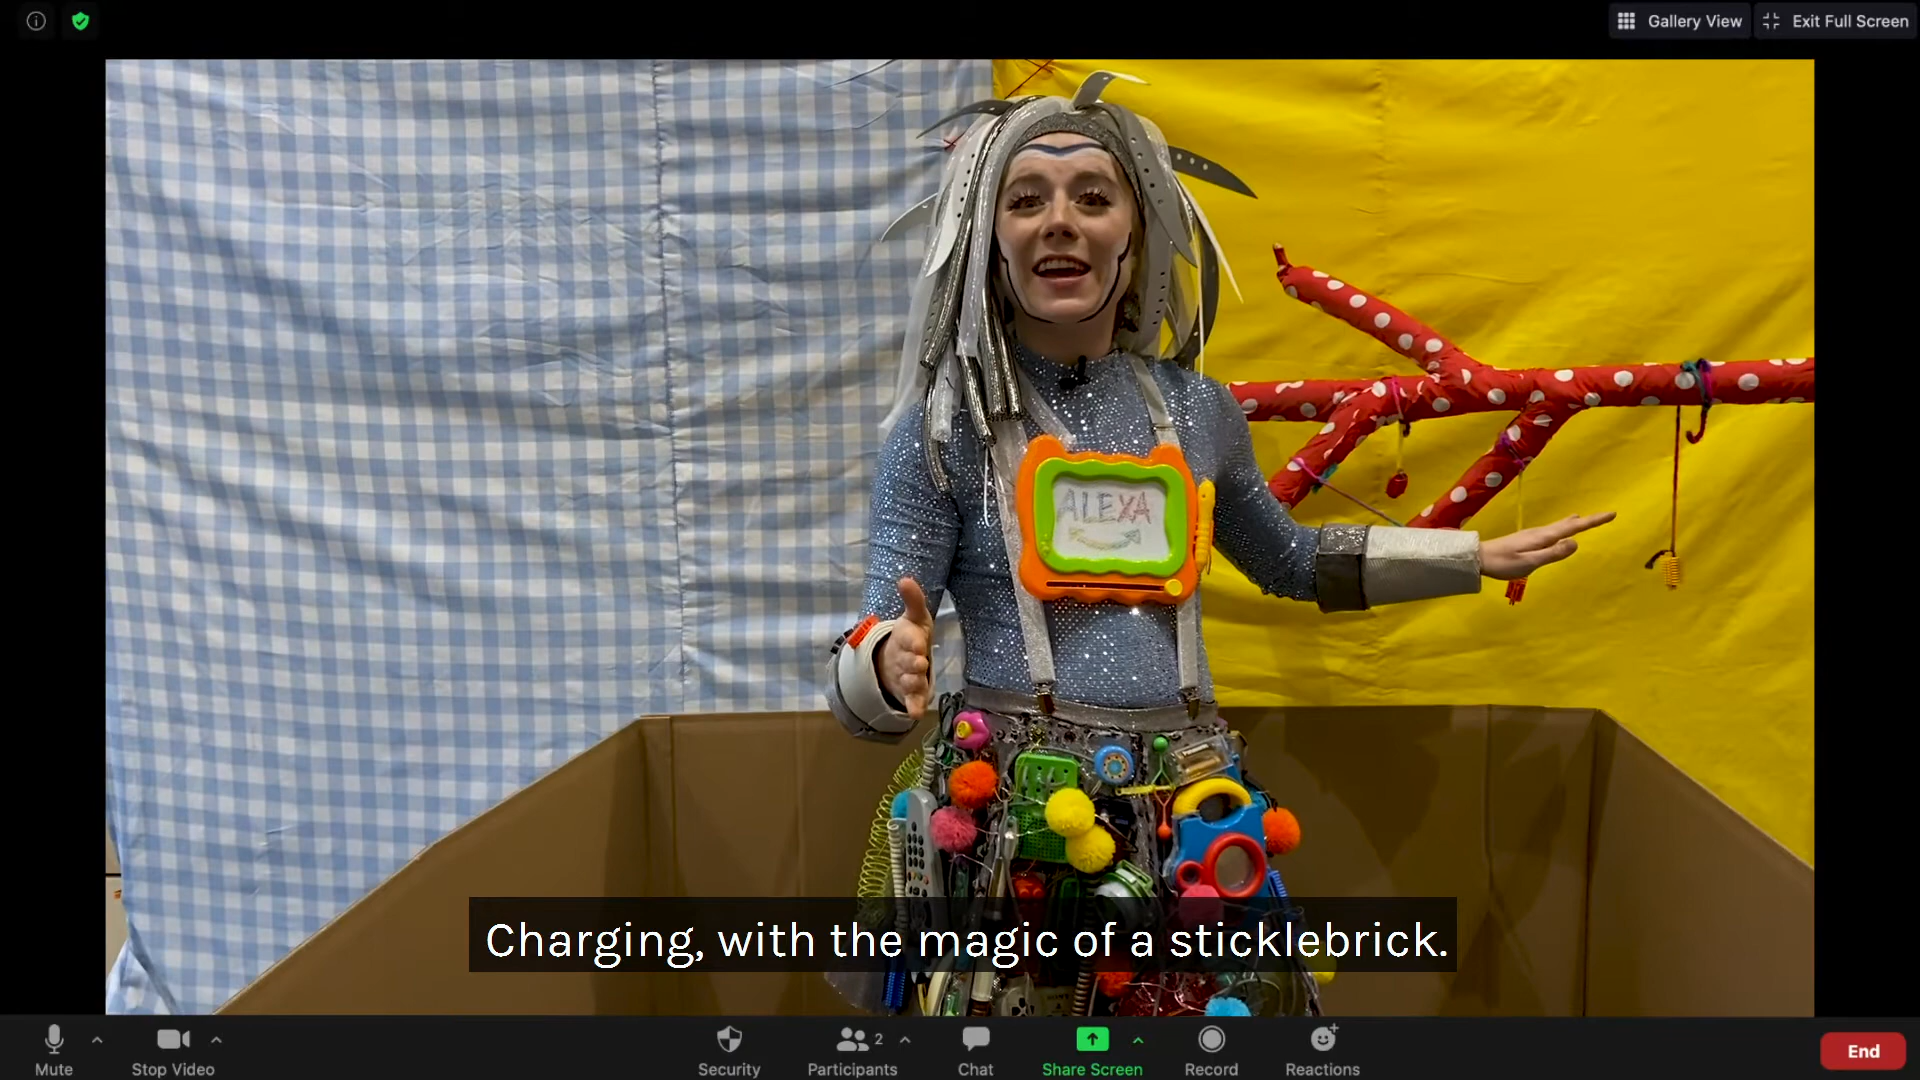 Gallery View
Exit Full Screen
ALEXA
Charging, with the magic of a sticklebrick.
Mute
Stop Video
Security
Participants
2
Chat
Share Screen
Record
Reactions
End